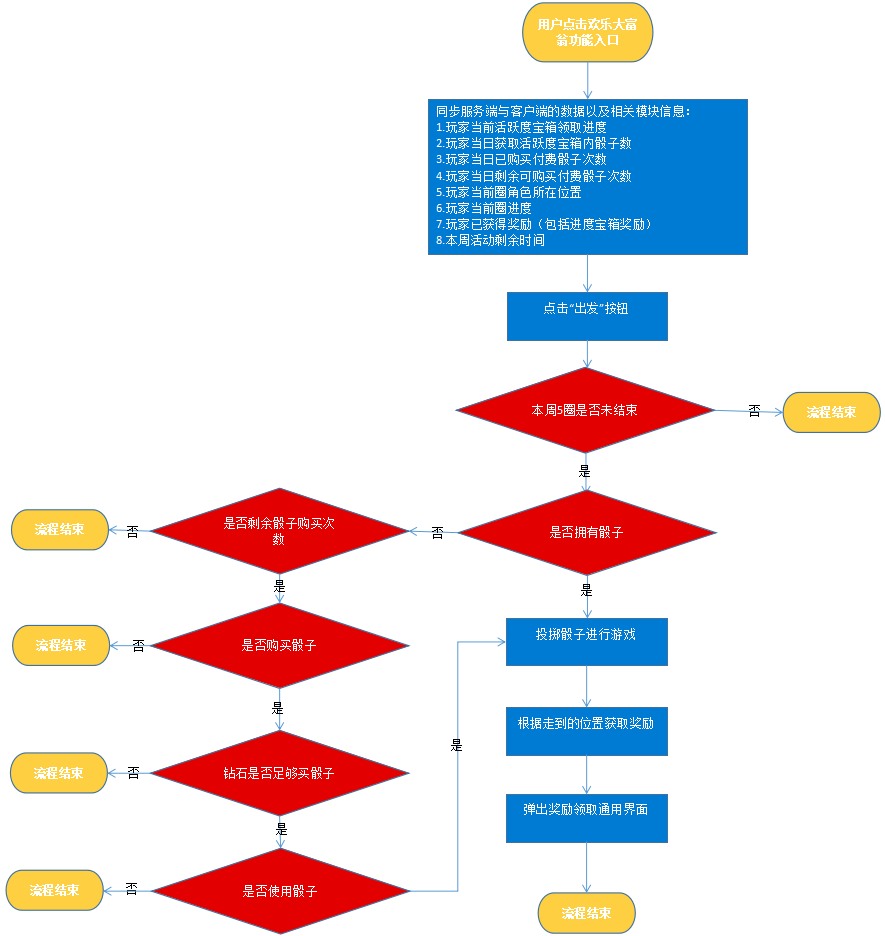 用户点击欢乐大富
翁功能入口
同步服务端与客户端的数据以及相关模块信息：
1.玩家当前活跃度宝箱领取进度
2.玩家当日获取活跃度宝箱内骰子数
3.玩家当日已购买付费骰子次数
4.玩家当日剩余可购买付费骰子次数
5.玩家当前圈角色所在位置
6.玩家当前圈进度
7.玩家已获得奖励（包括进度宝箱奖励）
8.本周活动剩余时间
点击“出发”按钮
本周5圈是否未结束
否
流程结束
是
是否拥有骰子
否
是否剩余骰子购买次
数
否
流程结束
是
是
投掷骰子进行游戏
是否购买骰子
否
流程结束
是
根据走到的位置获取奖励
钻石是否足够买骰子
否
流程结束
是
弹出奖励领取通用界面
是否使用骰子
否
流程结束
是
流程结束